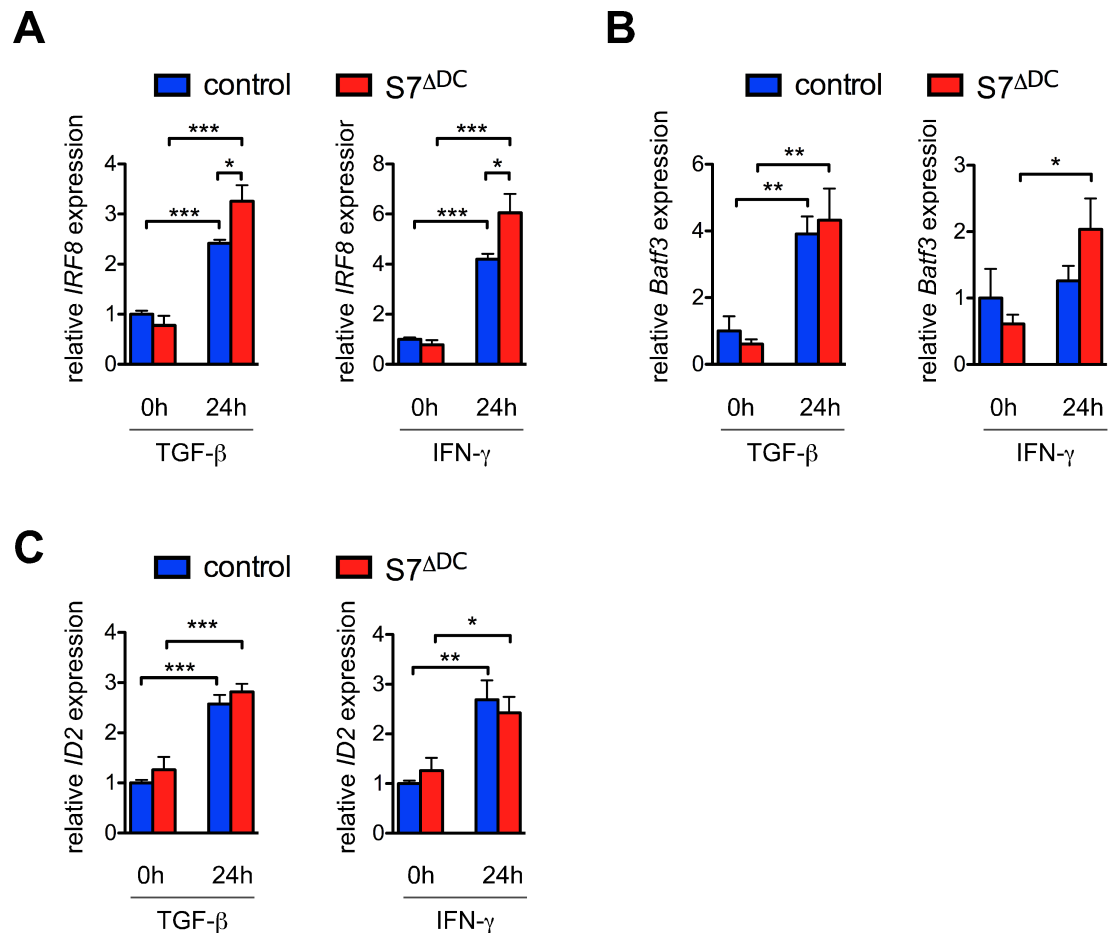 A
control S7ΔDC
relative IRF8 expression
4
3
2
1
0
***
***
*
0h 24h
TGF-β
relative IRF8 expression
8
6
4
2
0
***
***
*
0h 24h
IFN-γ
B
control S7ΔDC
relative Batf3 expression
6
4
2
0
**
**
0h 24h
TGF-β
relative Batf3 expression
3
2
1
0
*
0h 24h
IFN-γ
C
control S7ΔDC
relative ID2 expression
4
3
2
1
0
***
***
0h 24h
TGF-β
relative ID2 expression
4
3
2
1
0
*
**
0h 24h
IFN-γ